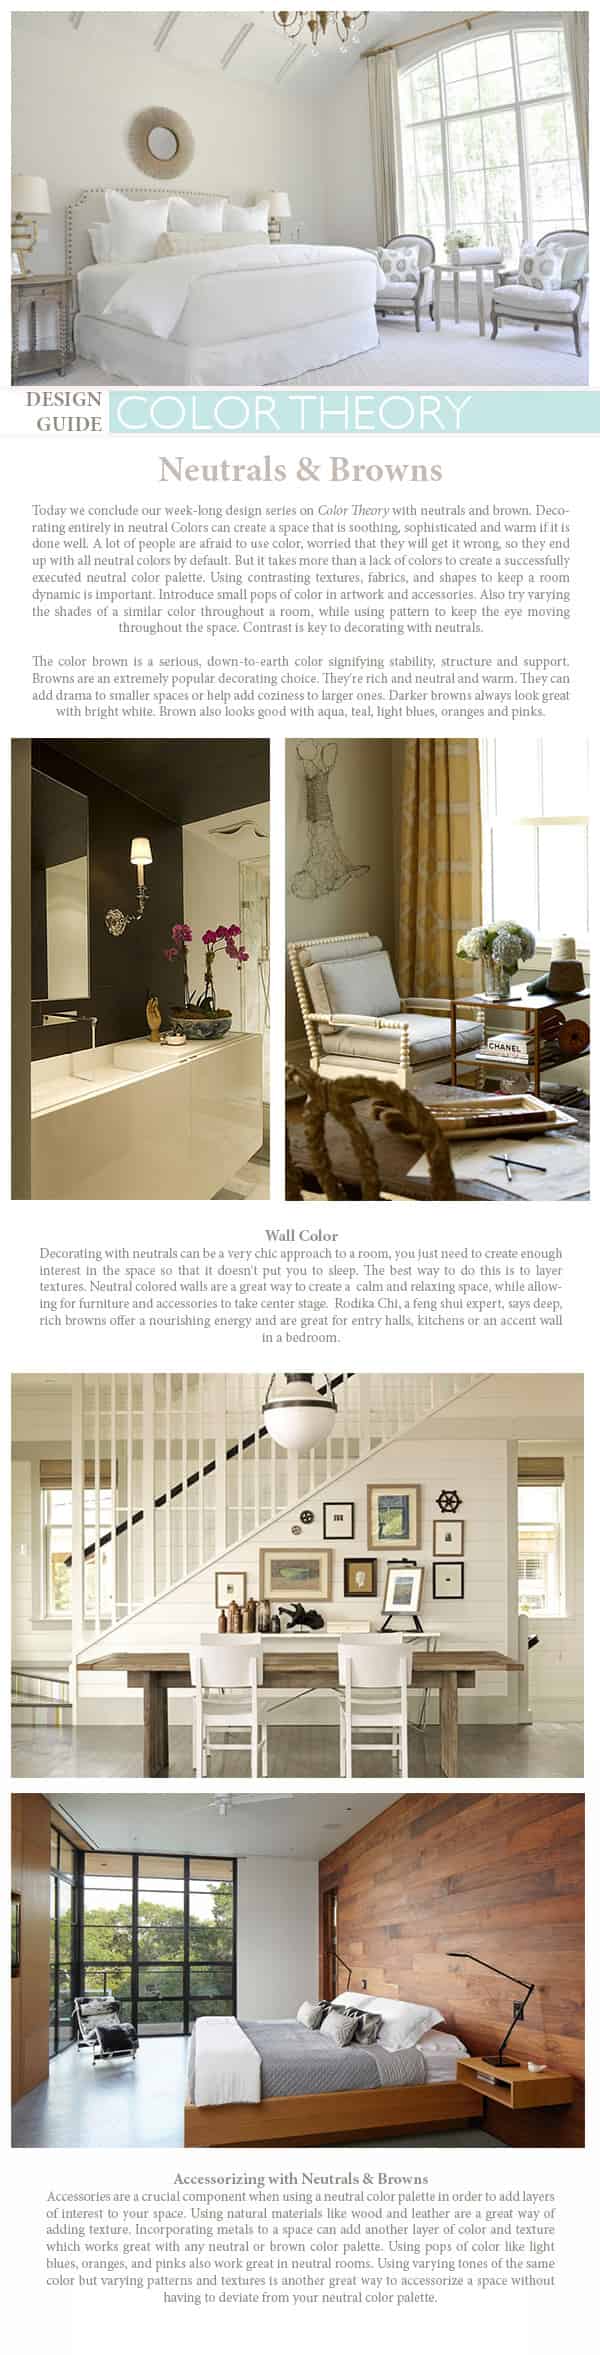 DESIGN
GUIDE
COLOR THEORY
Neutrals & Browns
Today we conclude our week-long design series on Color Theory with neutrals and brown. Deco-
rating entirely in neutral Colors can create a space that is soothing, sophisticated and warm if it is
done well. A lot of people are afraid to use color, worried that they will get it wrong, so they end
up with all neutral colors by default. But it takes more than a lack of colors to create a successfully
executed neutral color palette. Using contrasting textures, fabrics, and shapes to keep a room
dynamic is important. Introduce small pops of color in artwork and accessories. Also try varying
the shades of a similar color throughout a room, while using pattern to keep the eye moving
throughout the space. Contrast is key to decorating with neutrals.
The color brown is a serious, down-to-earth color signifying stability, structure and support.
Browns are an extremely popular decorating choice. They're rich and neutral and warm. They can
add drama to smaller spaces or help add coziness to larger ones. Darker browns always look great
with bright white. Brown also looks good with aqua, teal, light blues, oranges and pinks.
CHANEL
Wall Color
Decorating with neutrals can be a very chic approach to a room, you just need to create enough
interest in the space so that it doesn't put you to sleep. The best way to do this is to layer
textures. Neutral colored walls are a great way to create a calm and relaxing space, while allow-
ing for furniture and accessories to take center stage. Rodika Chi, a feng shui expert, says deep,
rich browns offer a nourishing energy and are great for entry halls, kitchens or an accent wall
in a bedroom.
Accessorizing with Neutrals & Browns
Accessories are a crucial component when using a neutral color palette in order to add layers
of interest to your space. Using natural materials like wood and leather are a great way of
adding texture. Incorporating metals to a space can add another layer of color and texture
which works great with any neutral or brown color palette. Using pops of color like light
blues, oranges, and pinks also work great in neutral rooms. Using varying tones of the same
color but varying patterns and textures is another great way to accessorize a space without
having to deviate from your neutral color palette.